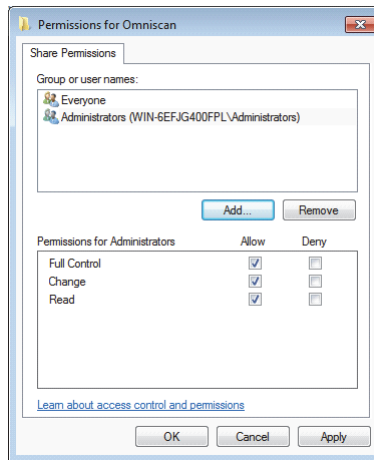 Permissions for Omniscan
Share Permissions
Group or user names:
Everyone
Administrators (WIN-6EFJG400FPL\Administrators)
Add... Remove
Permissions for Administrators Allow Deny
Full Control
Change
Read
Learn about access control and permissions
OK Cancel Apply